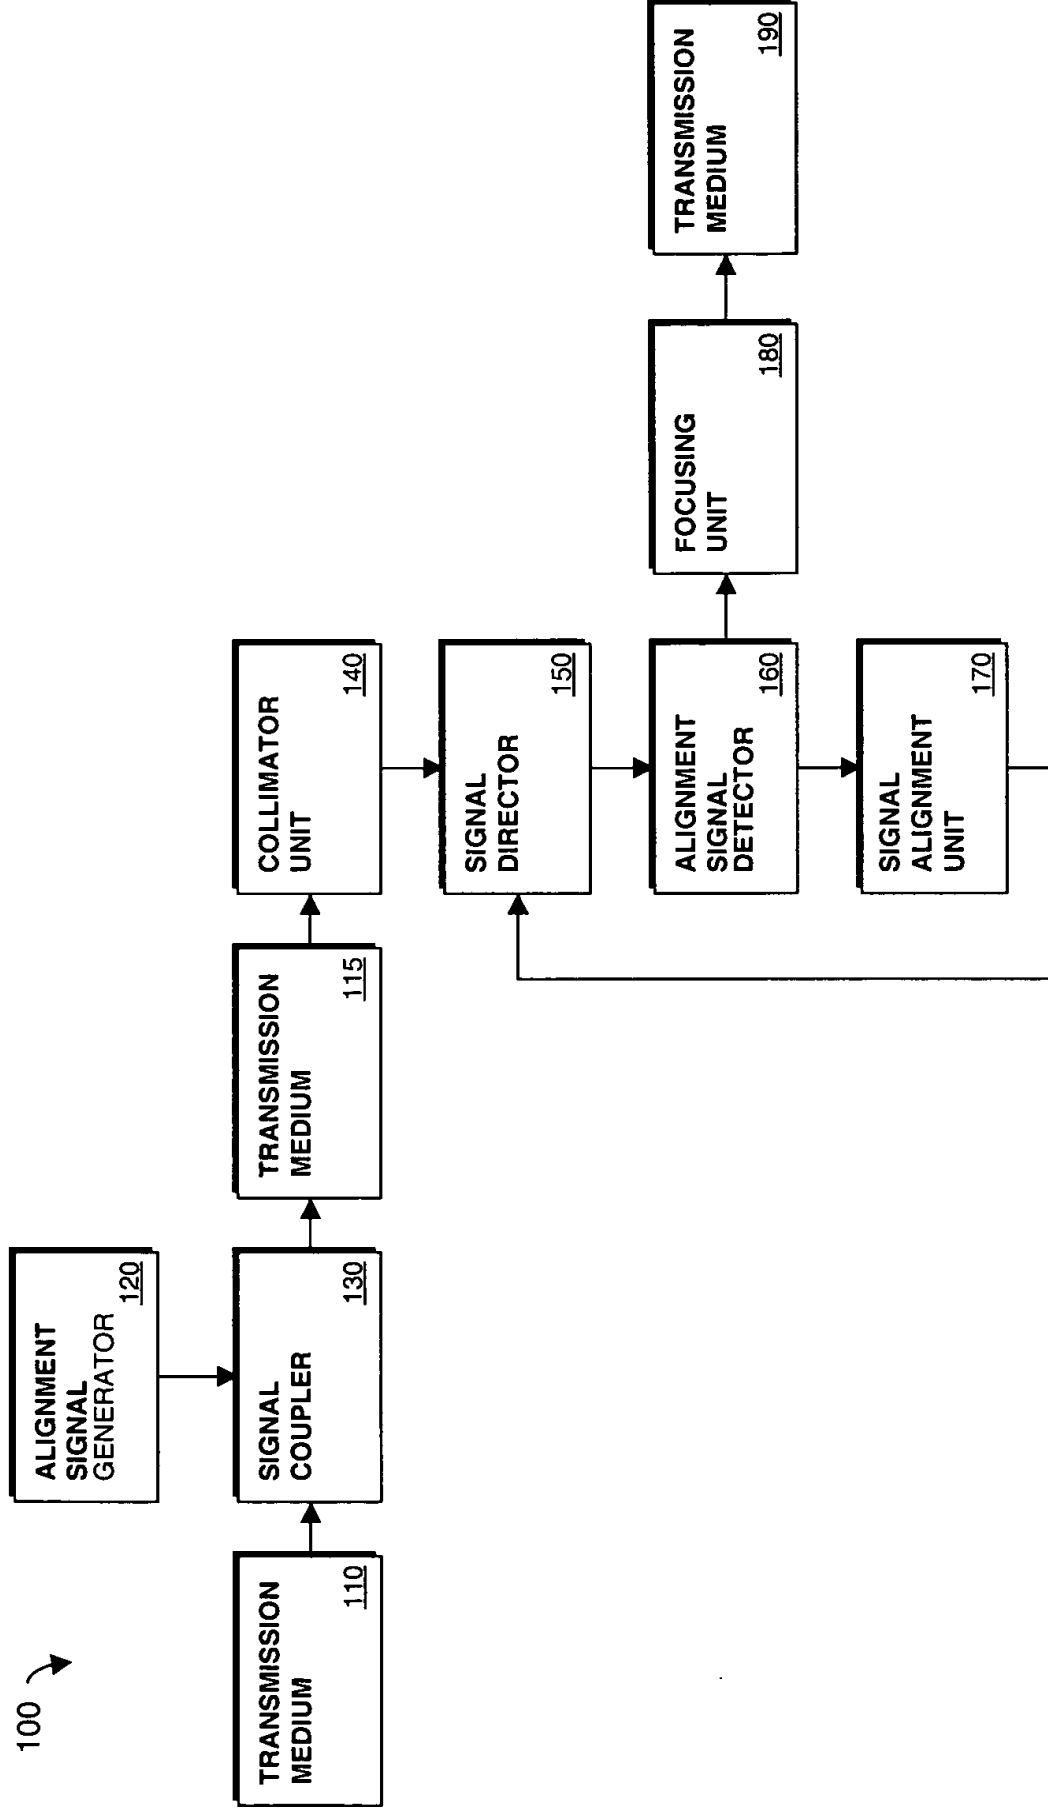 100
ALIGNMENT
SIGNAL
GENERATOR
120
TRANSMISSION
MEDIUM
110
SIGNAL
COUPLER
130
TRANSMISSION
MEDIUM
115
COLLIMATOR
UNIT
140
SIGNAL
DIRECTOR
150
ALIGNMENT
SIGNAL
DETECTOR
160
FOCUSING
UNIT
180
TRANSMISSION
MEDIUM
190
SIGNAL
ALIGNMENT
UNIT
170